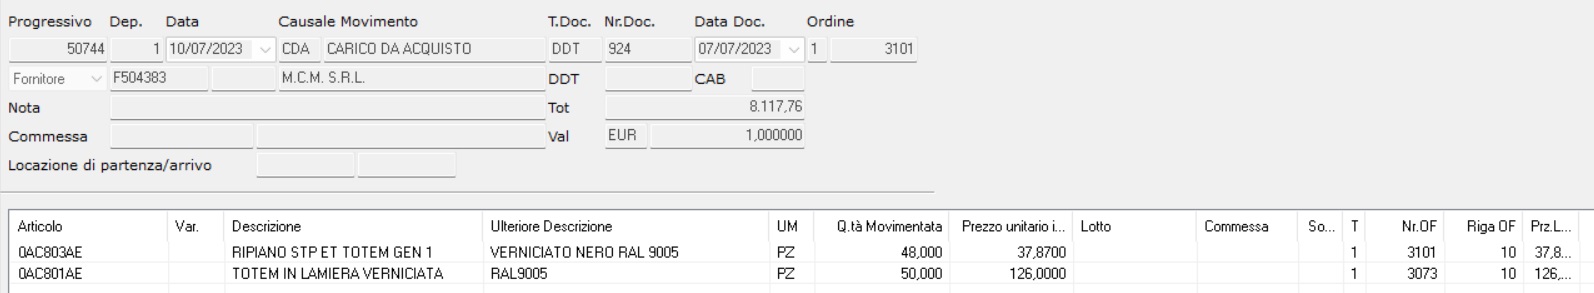 Progressivo Dep. Data Causale Movimento T.Doc. Nr.Doc. Data Doc. Ordine
50744 1 10/07/2023 CDA CARICO DA ACQUISTO DDT 924 07/07/2023 1 3101
Fornitore F504383 M.C.M. S.R.L. DDT CAB
Nota Tot 8.117,76
Commessa Val EUR 1,000000
Locazione di partenza/arrivo
Articolo Var. Descrizione Ulteriore Descrizione UM Q.tà Movimentata Prezzo unitario i... Lotto Commessa So... T Nr.OF Riga OF Prz.L...
0AC803AE RIPIANO STP ET TOTEM GEN 1 VERNICIATO NERO RAL 9005 PZ 48,000 37,8700 1 3101 10 37,8...
0AC801AE TOTEM IN LAMIERA VERNICIATA RAL9005 PZ 50,000 126,0000 1 3073 10 126,...